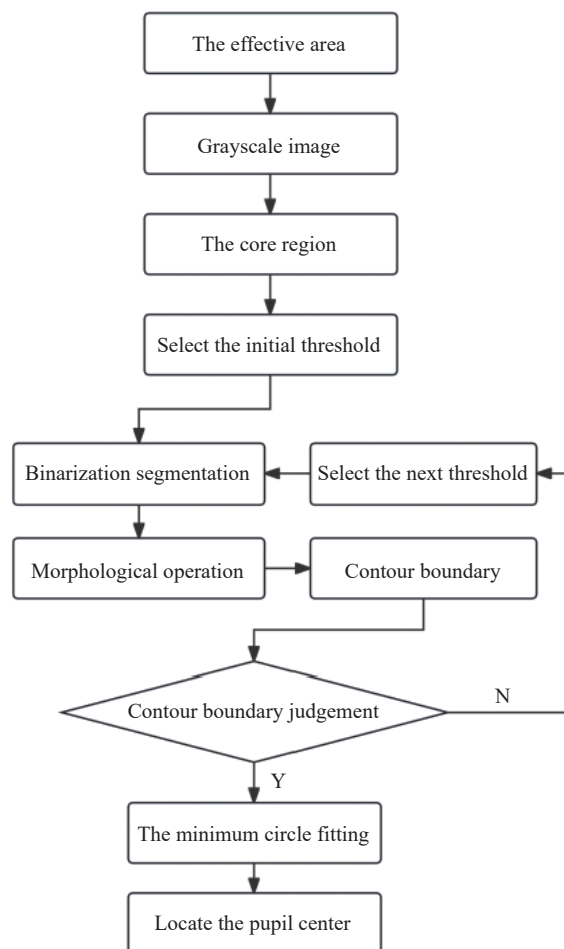 The effective area
Grayscale image
The core region
Select the initial threshold
Binarization segmentation
Select the next threshold
Morphological operation
Contour boundary
Contour boundary judgement
N
Y
The minimum circle fitting
Locate the pupil center